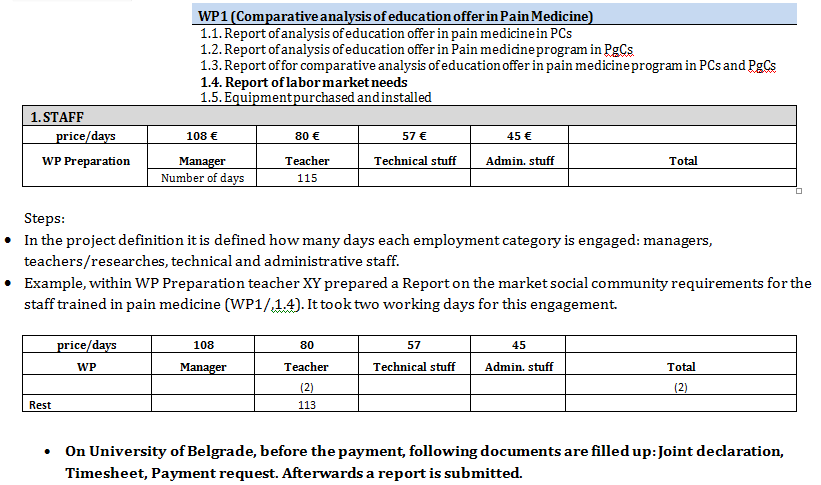 WP1 (Comparative analysis of education offer in Pain Medicine)
1.1. Report of analysis of education offer in pain medicine in PCs
1.2. Report of analysis of education offer in Pain medicine program in PgCs
1.3. Report of for comparative analysis of education offer in pain medicine program in PCs and PgCs
1.4. Report of labor market needs
1.5. Equipment purchased and installed
1. STAFF
price/days 108 € 80 € 57 € 45 €
WP Preparation Manager Teacher Technical stuff Admin. stuff Total
Number of days 115
Steps:
• In the project definition it is defined how many days each employment category is engaged: managers,
teachers/researches, technical and administrative staff.
• Example, within WP Preparation teacher XY prepared a Report on the market social community requirements for the
staff trained in pain medicine (WP1/,1.4). It took two working days for this engagement.
price/days 108 80 57 45
WP Manager Teacher Technical stuff Admin. stuff Total
(2) (2)
Rest 113
• On University of Belgrade, before the payment, following documents are filled up: Joint declaration,
Timesheet, Payment request. Afterwards a report is submitted.